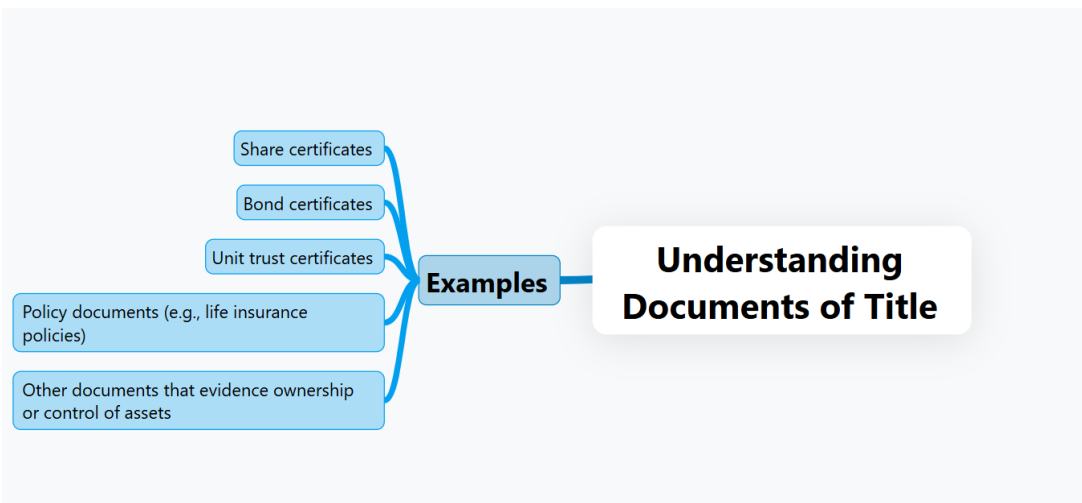 Share certificates
Bond certificates
Unit trust certificates
Policy documents (e.g., life insurance
policies)
Other documents that evidence ownership
or control of assets
Examples
Understanding
Documents of Title